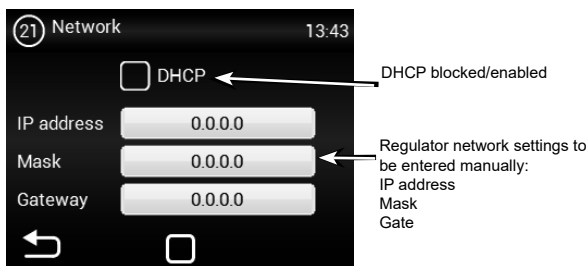 21 Network 13:43
DHCP
DHCP blocked/enabled
IP address 0.0.0.0
Mask 0.0.0.0
Gateway 0.0.0.0
Regulator network settings to
be entered manually:
IP address
Mask
Gate